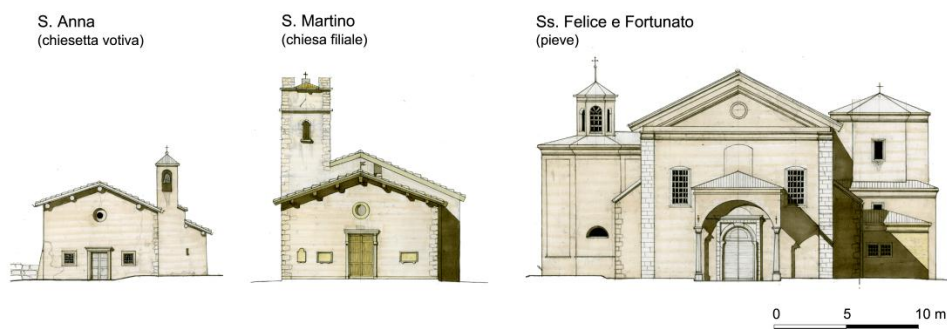 S. Anna
(chiesetta votiva)
S. Martino
(chiesa filiale)
Ss. Felice e Fortunato
(pieve)
0 5 10 m